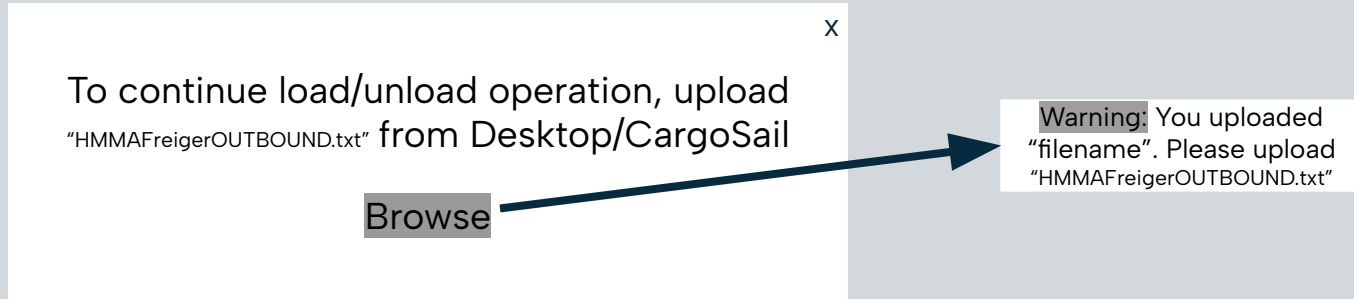 X
To continue load/unload operation, upload
“HMMAFreigerOUTBOUND.txt” from Desktop/CargoSail
Browse
Warning: You uploaded
“filename”. Please upload
“HMMAFreigerOUTBOUND.txt”